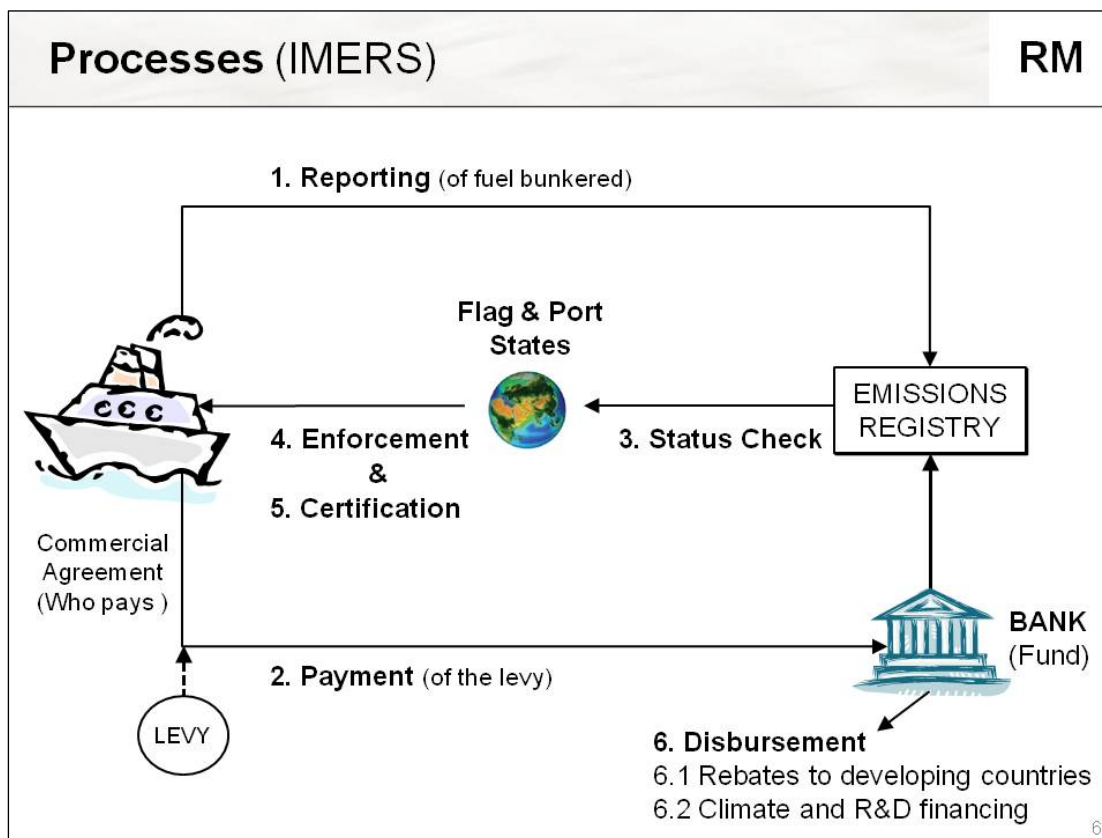 Processes (IMERS)
RM
1. Reporting (of fuel bunkered)
Flag & Port
States
EMISSIONS
REGISTRY
4. Enforcement
&
5. Certification
3. Status Check
Commercial
Agreement
(Who pays )
BANK
(Fund)
2. Payment (of the levy)
LEVY
6. Disbursement
6.1 Rebates to developing countries
6.2 Climate and R&D financing
6